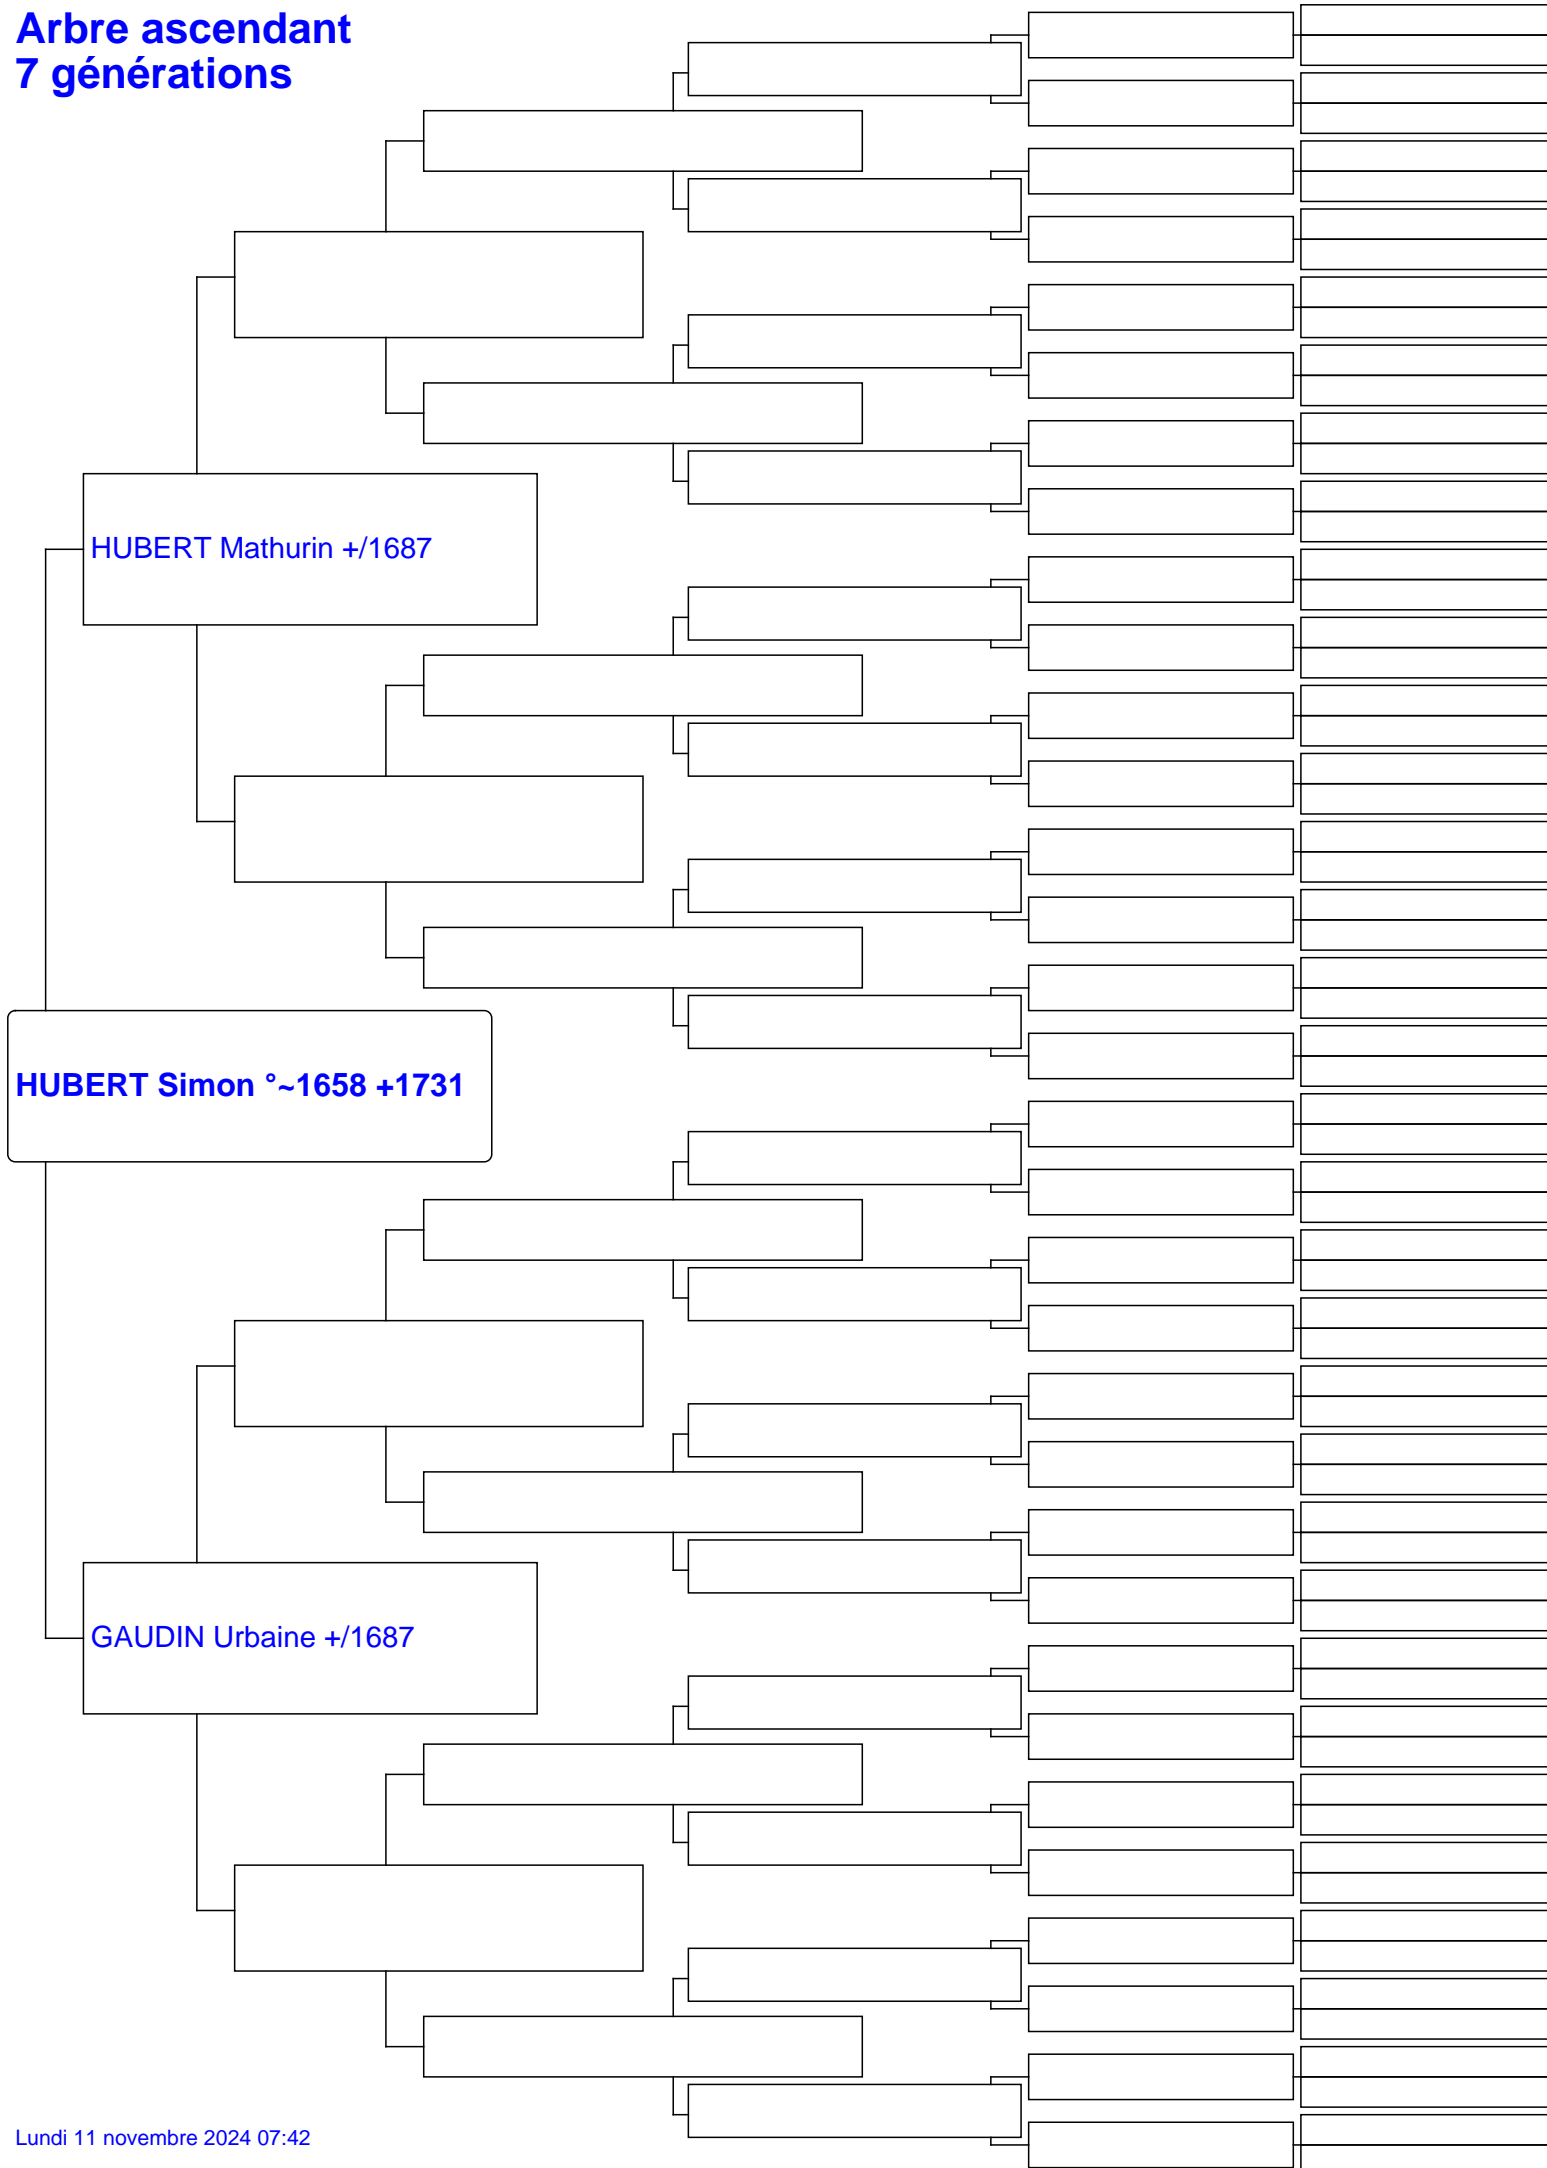 Arbre ascendant
7 générations
HUBERT Mathurin +/1687
HUBERT Simon °~1658 +1731
GAUDIN Urbaine +/1687
Lundi 11 novembre 2024 07:42